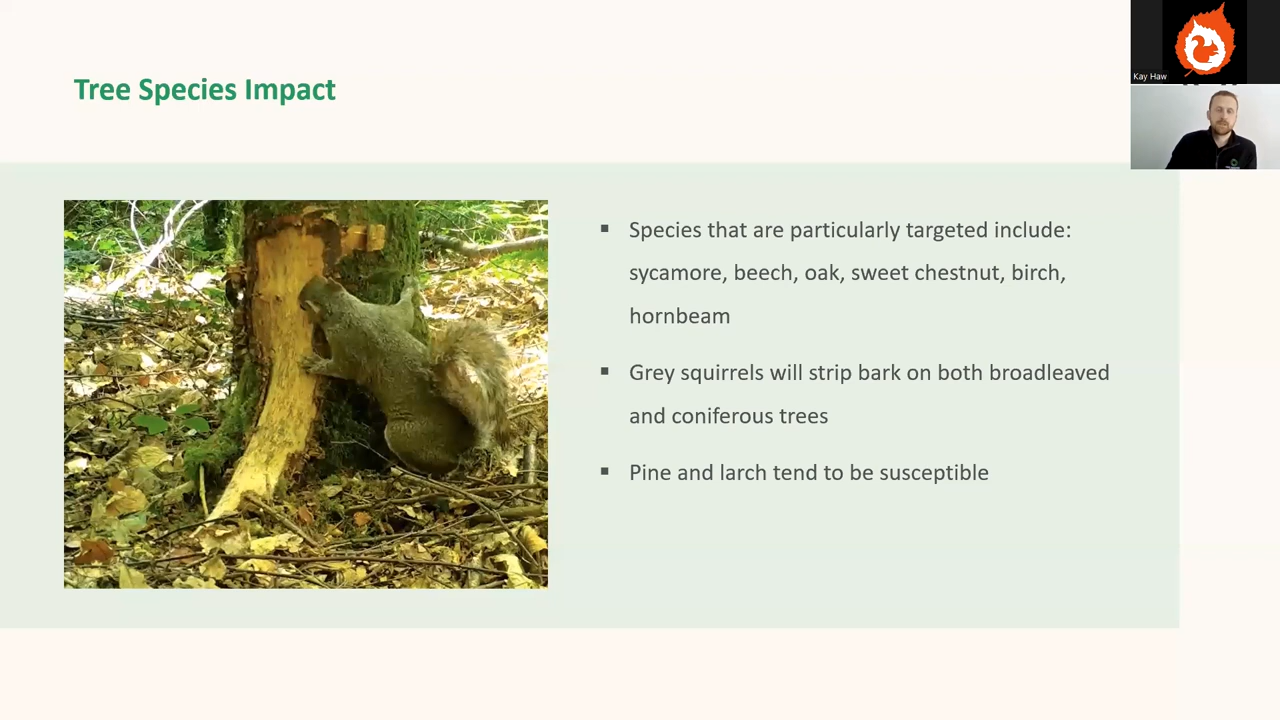 Kay Haw
Tree Species Impact
▪ Species that are particularly targeted include:
sycamore, beech, oak, sweet chestnut, birch,
hornbeam
▪ Grey squirrels will strip bark on both broadleaved
and coniferous trees
▪ Pine and larch tend to be susceptible